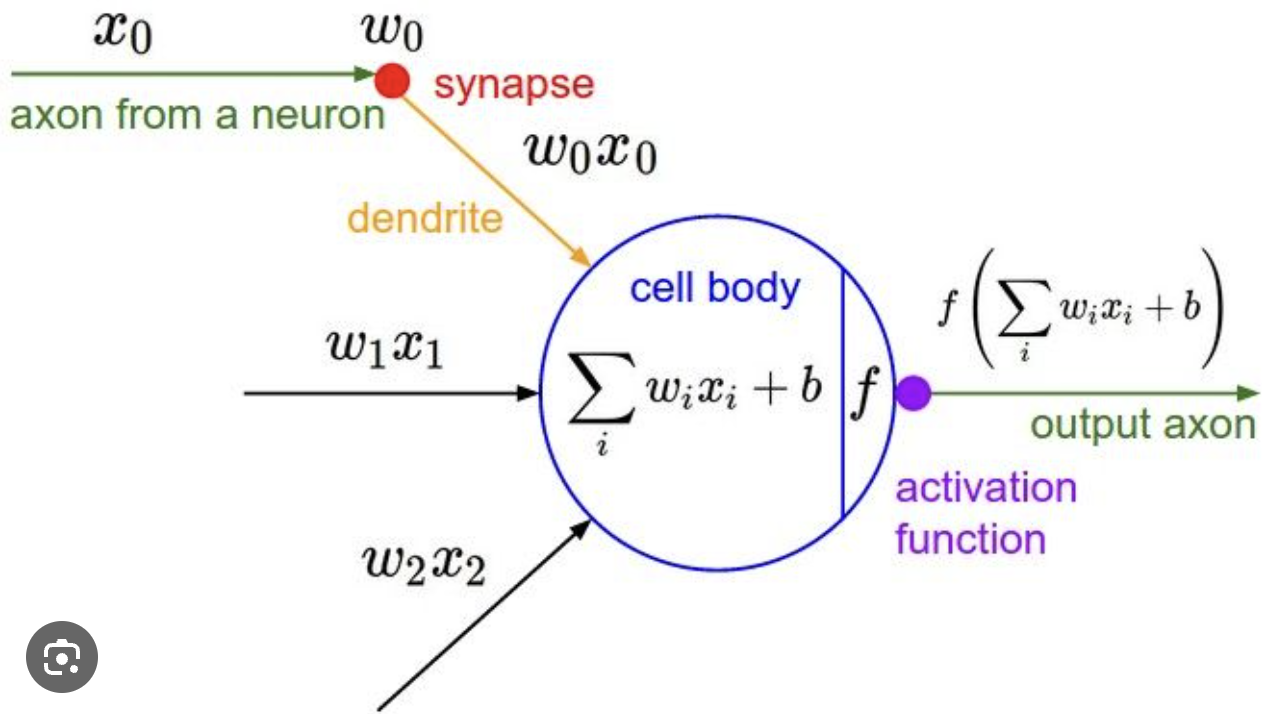 x₀ w₀
synapse
axon from a neuron
w₀x₀
dendrite
cell body
f(∑ᵢ wᵢxᵢ + b)
w₁x₁
∑ᵢ wᵢxᵢ + b f
output axon
activation
function
w₂x₂